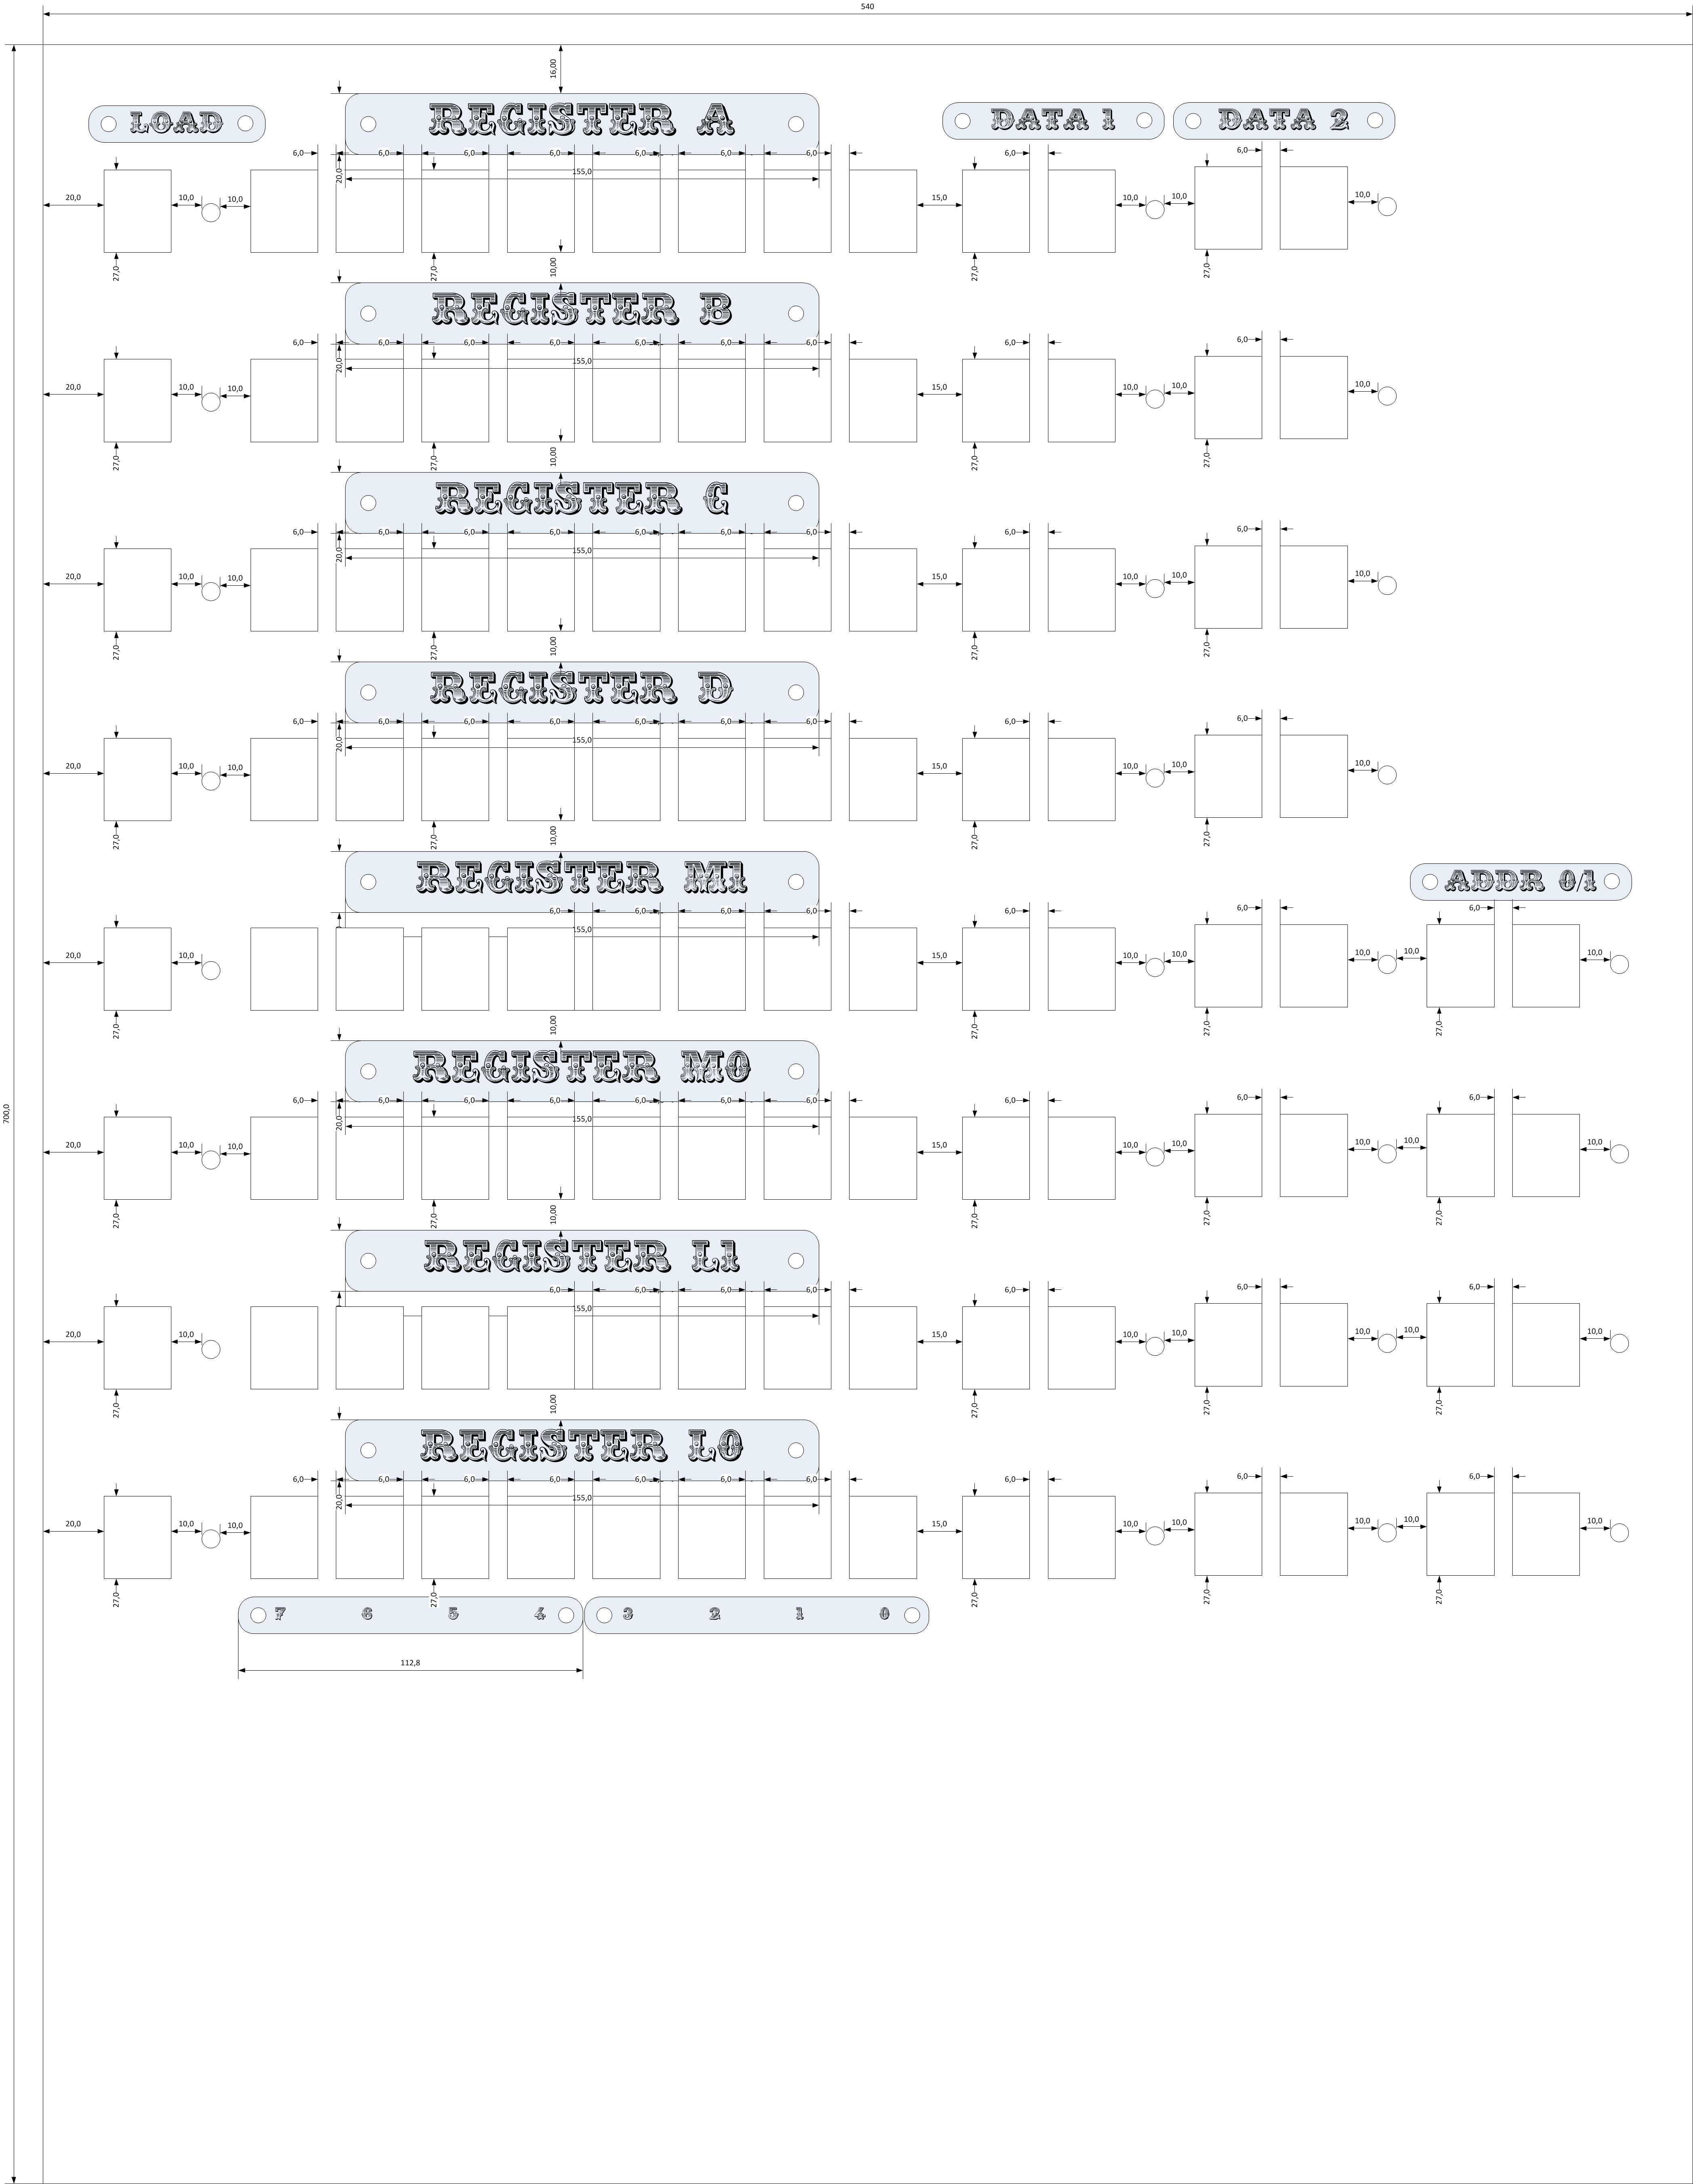 540
16,00
LOAD REGISTER A DATA 1 DATA 2
6,0 6,0 6,0 6,0 6,0 6,0 6,0 6,0 6,0
20,0 155,0
20,0 10,0 10,0 15,0 10,0 10,0 10,0
27,0 27,0 10,00 27,0 27,0
REGISTER B
6,0 6,0 6,0 6,0 6,0 6,0 6,0 6,0 6,0
20,0 155,0
20,0 10,0 10,0 15,0 10,0 10,0 10,0
27,0 27,0 10,00 27,0 27,0
REGISTER C
6,0 6,0 6,0 6,0 6,0 6,0 6,0 6,0 6,0
20,0 155,0
20,0 10,0 10,0 15,0 10,0 10,0 10,0
27,0 27,0 10,00 27,0 27,0
REGISTER D
6,0 6,0 6,0 6,0 6,0 6,0 6,0 6,0 6,0
20,0 155,0
20,0 10,0 10,0 15,0 10,0 10,0 10,0
27,0 27,0 10,00 27,0 27,0
REGISTER M1 ADDR 0/1
6,0 6,0 6,0 6,0 6,0 6,0 6,0
155,0
20,0 10,0 15,0 10,0 10,0 10,0 10,0 10,0
27,0 10,00 27,0 27,0 27,0
REGISTER M0
700,0
6,0 6,0 6,0 6,0 6,0 6,0 6,0 6,0 6,0 6,0
20,0 155,0
20,0 10,0 10,0 15,0 10,0 10,0 10,0 10,0 10,0
27,0 27,0 10,00 27,0 27,0 27,0
REGISTER L1
6,0 6,0 6,0 6,0 6,0 6,0 6,0
155,0
20,0 10,0 15,0 10,0 10,0 10,0 10,0 10,0
27,0 10,00 27,0 27,0 27,0
REGISTER L0
6,0 6,0 6,0 6,0 6,0 6,0 6,0 6,0 6,0 6,0
20,0 155,0
20,0 10,0 10,0 15,0 10,0 10,0 10,0 10,0 10,0
27,0 27,0 27,0 27,0 27,0
7 6 5 4 3 2 1 0
112,8